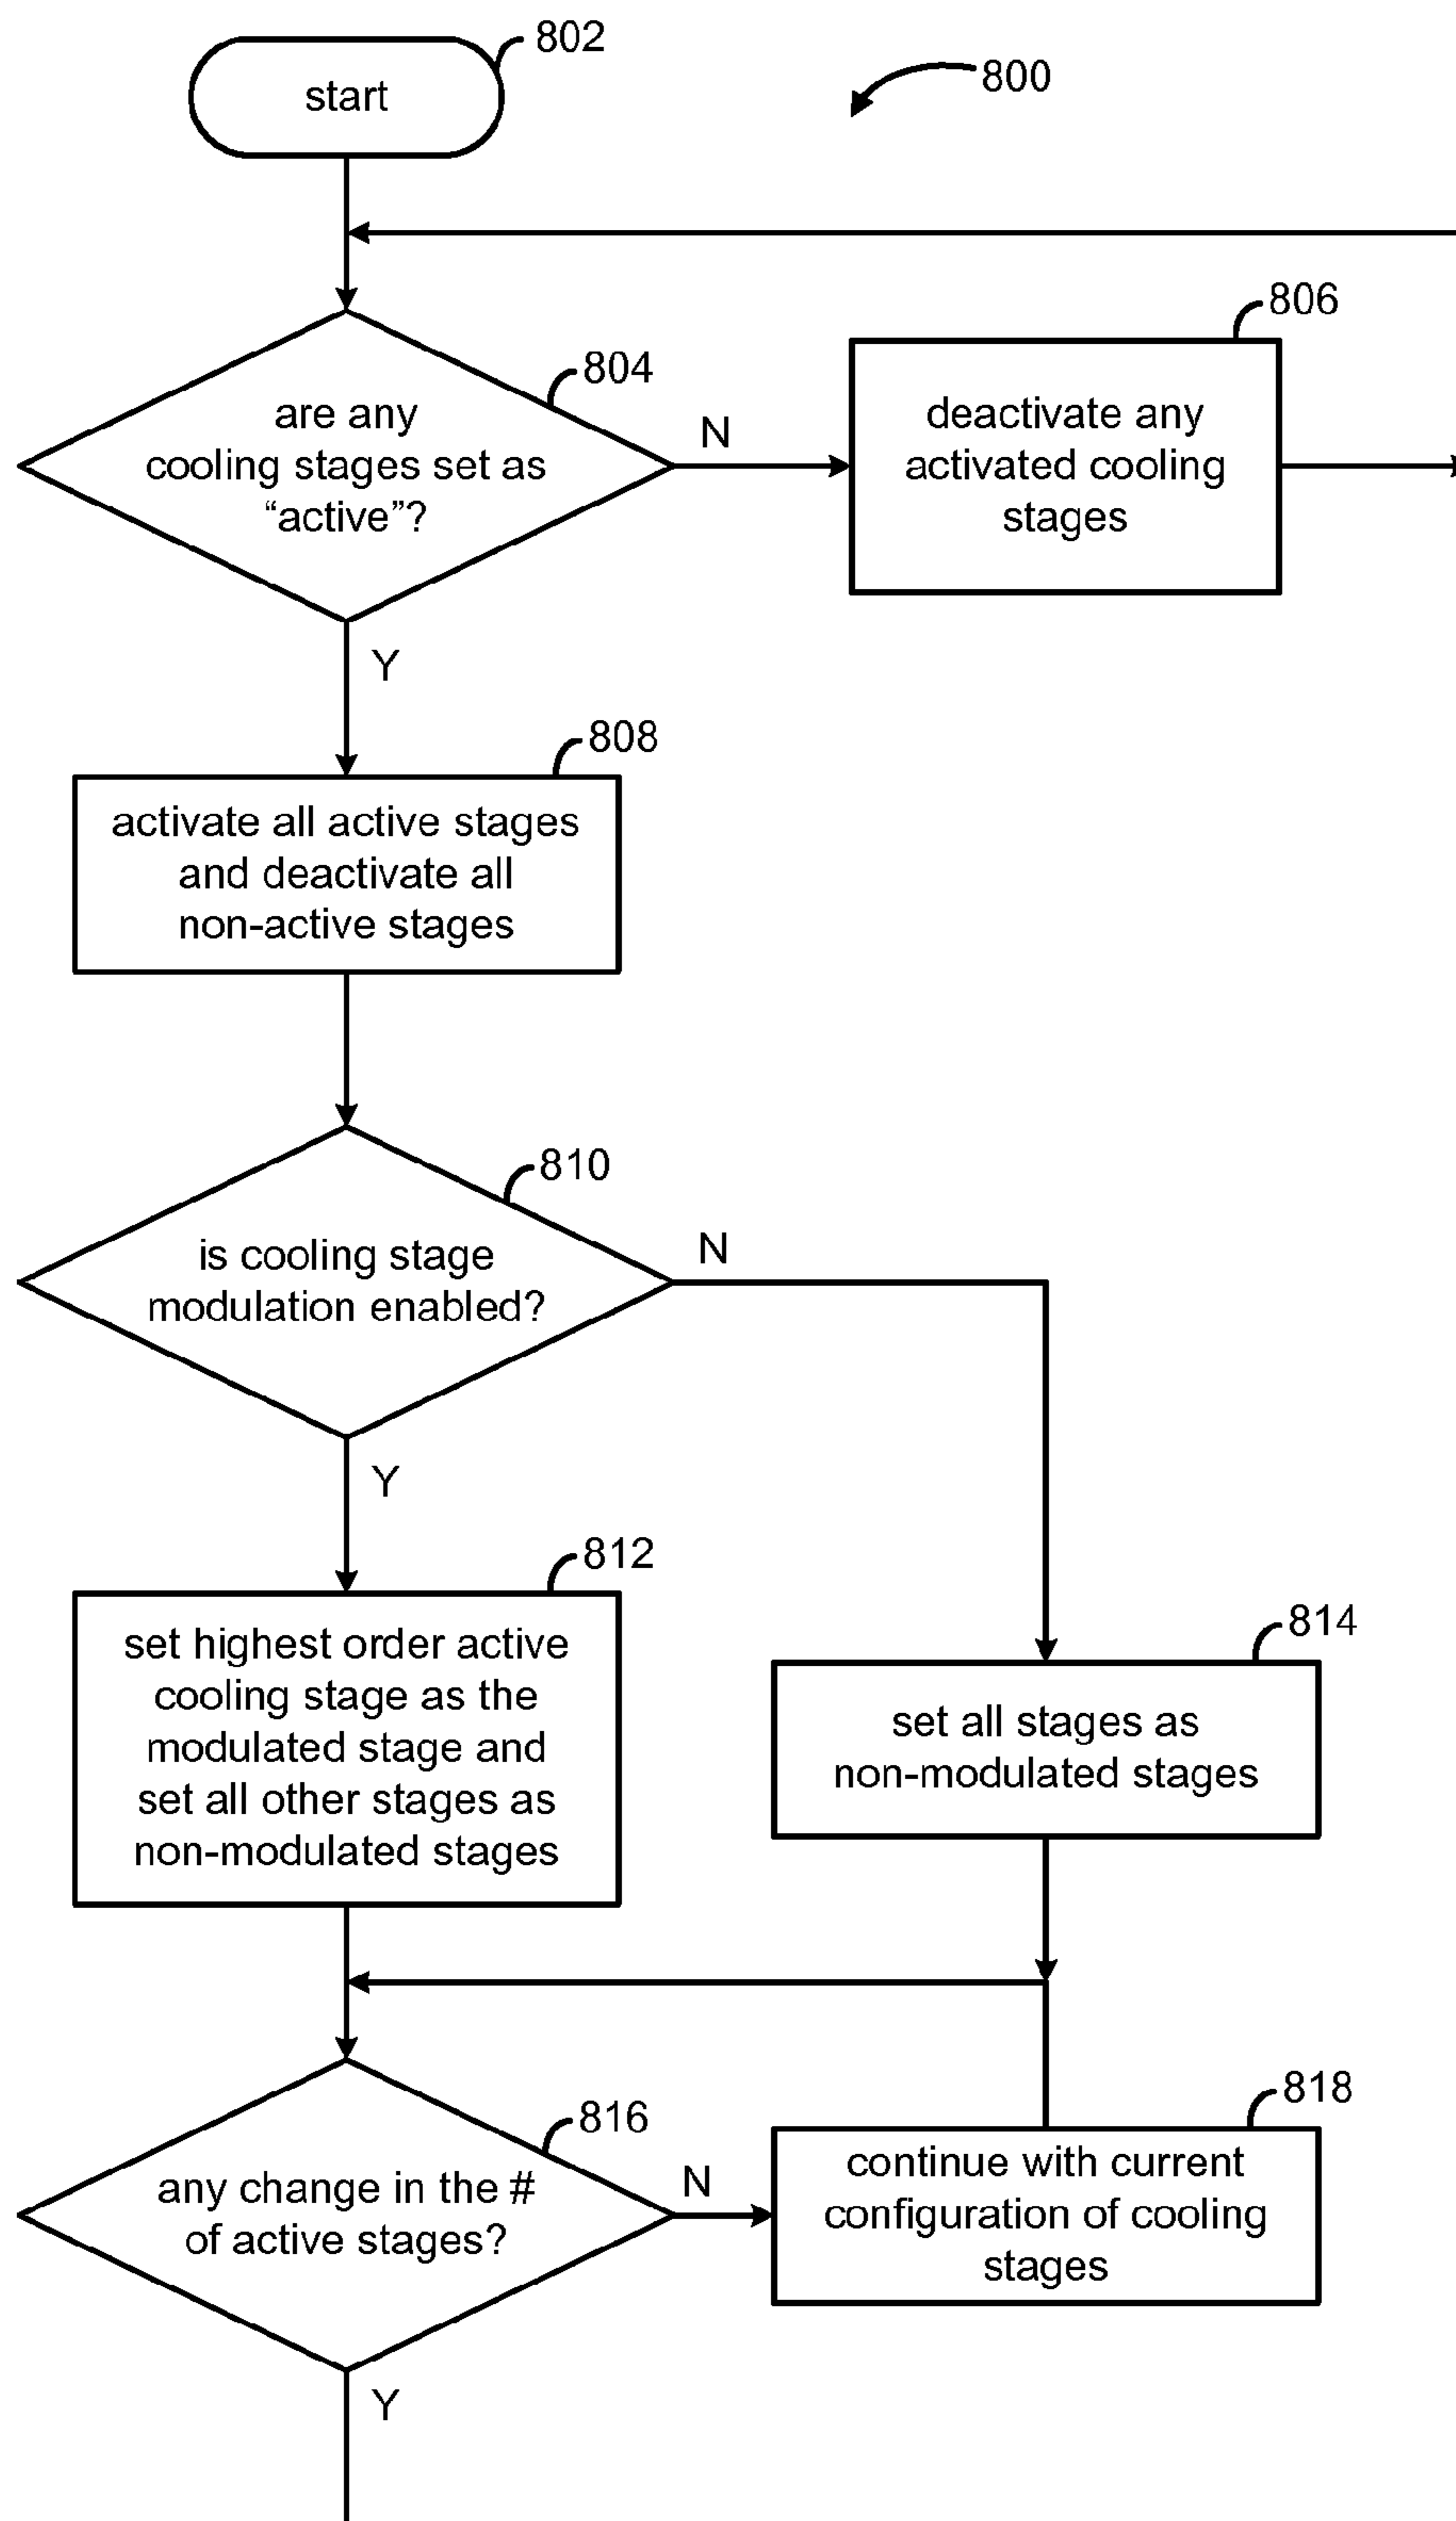 802
start
800
806
804
are any
cooling stages set as
“active”?
N
deactivate any
activated cooling
stages
Y
808
activate all active stages
and deactivate all
non-active stages
810
is cooling stage
modulation enabled?
N
Y
812
set highest order active
cooling stage as the
modulated stage and
set all other stages as
non-modulated stages
814
set all stages as
non-modulated stages
816
any change in the #
of active stages?
N
818
continue with current
configuration of cooling
stages
Y